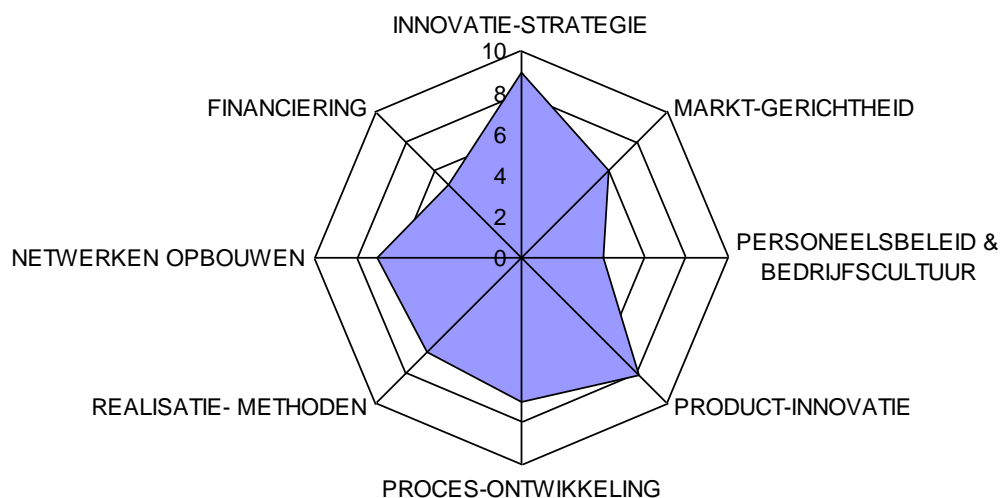 INNOVATIE-STRATEGIE
10
FINANCIERING
8
MARKT-GERICHTHEID
6
4
2
NETWERKEN OPBOUWEN
0
PERSONEELSBELEID &
BEDRIJFSCULTUUR
REALISATIE- METHODEN
PRODUCT-INNOVATIE
PROCES-ONTWIKKELING